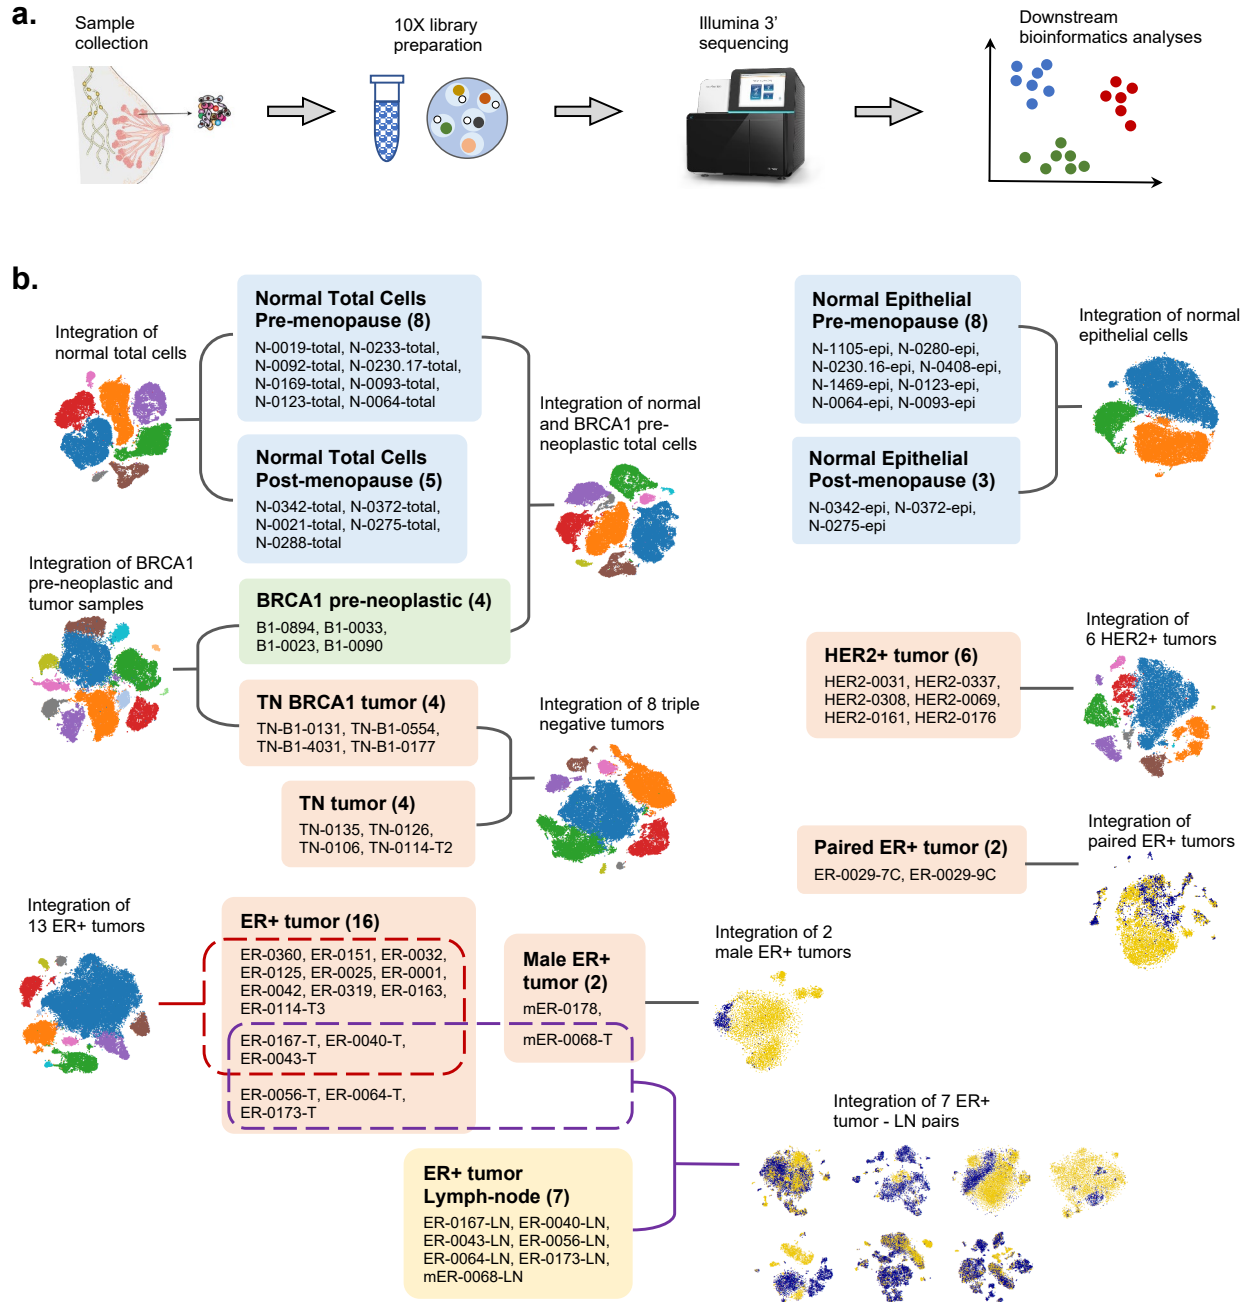 a.
Sample
collection
10X library
preparation
Illumina 3’
sequencing
Downstream
bioinformatics analyses
b.
Integration of
normal total cells
Normal Total Cells
Pre-menopause (8)
N-0019-total, N-0233-total,
N-0092-total, N-0230.17-total,
N-0169-total, N-0093-total,
N-0123-total, N-0064-total
Normal Total Cells
Post-menopause (5)
N-0342-total, N-0372-total,
N-0021-total, N-0275-total,
N-0288-total
Integration of normal
and BRCA1 pre-
neoplastic total cells
Normal Epithelial
Pre-menopause (8)
N-1105-epi, N-0280-epi,
N-0230.16-epi, N-0408-epi,
N-1469-epi, N-0123-epi,
N-0064-epi, N-0093-epi
Normal Epithelial
Post-menopause (3)
N-0342-epi, N-0372-epi,
N-0275-epi
Integration of normal
epithelial cells
Integration of BRCA1
pre-neoplastic and
tumor samples
BRCA1 pre-neoplastic (4)
B1-0894, B1-0033,
B1-0023, B1-0090
TN BRCA1 tumor (4)
TN-B1-0131, TN-B1-0554,
TN-B1-4031, TN-B1-0177
TN tumor (4)
TN-0135, TN-0126,
TN-0106, TN-0114-T2
Integration of 8 triple
negative tumors
HER2+ tumor (6)
HER2-0031, HER2-0337,
HER2-0308, HER2-0069,
HER2-0161, HER2-0176
Integration of
6 HER2+ tumors
Paired ER+ tumor (2)
ER-0029-7C, ER-0029-9C
Integration of
paired ER+ tumors
Integration of
13 ER+ tumors
ER+ tumor (16)
ER-0360, ER-0151, ER-0032,
ER-0125, ER-0025, ER-0001,
ER-0042, ER-0319, ER-0163,
ER-0114-T3
ER-0167-T, ER-0040-T,
ER-0043-T
ER-0056-T, ER-0064-T,
ER-0173-T
Male ER+
tumor (2)
mER-0178,
mER-0068-T
Integration of 2
male ER+ tumors
ER+ tumor
Lymph-node (7)
ER-0167-LN, ER-0040-LN,
ER-0043-LN, ER-0056-LN,
ER-0064-LN, ER-0173-LN,
mER-0068-LN
Integration of 7 ER+
tumor - LN pairs